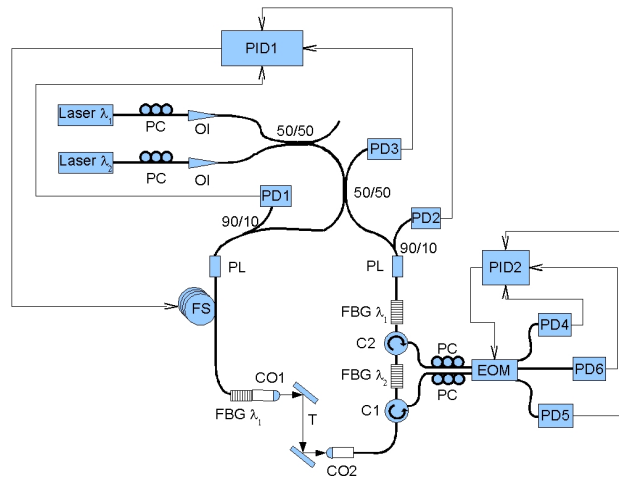 PID1
Laser λ1
PC
OI
50/50
Laser λ2
PC
OI
PD3
50/50
PD1
PD2
90/10
90/10
PL
PL
PID2
FS
FBG λ1
PD4
C2
PC
EOM
PD6
FBG λ2
PC
CO1
FBG λ1
T
C1
PD5
CO2